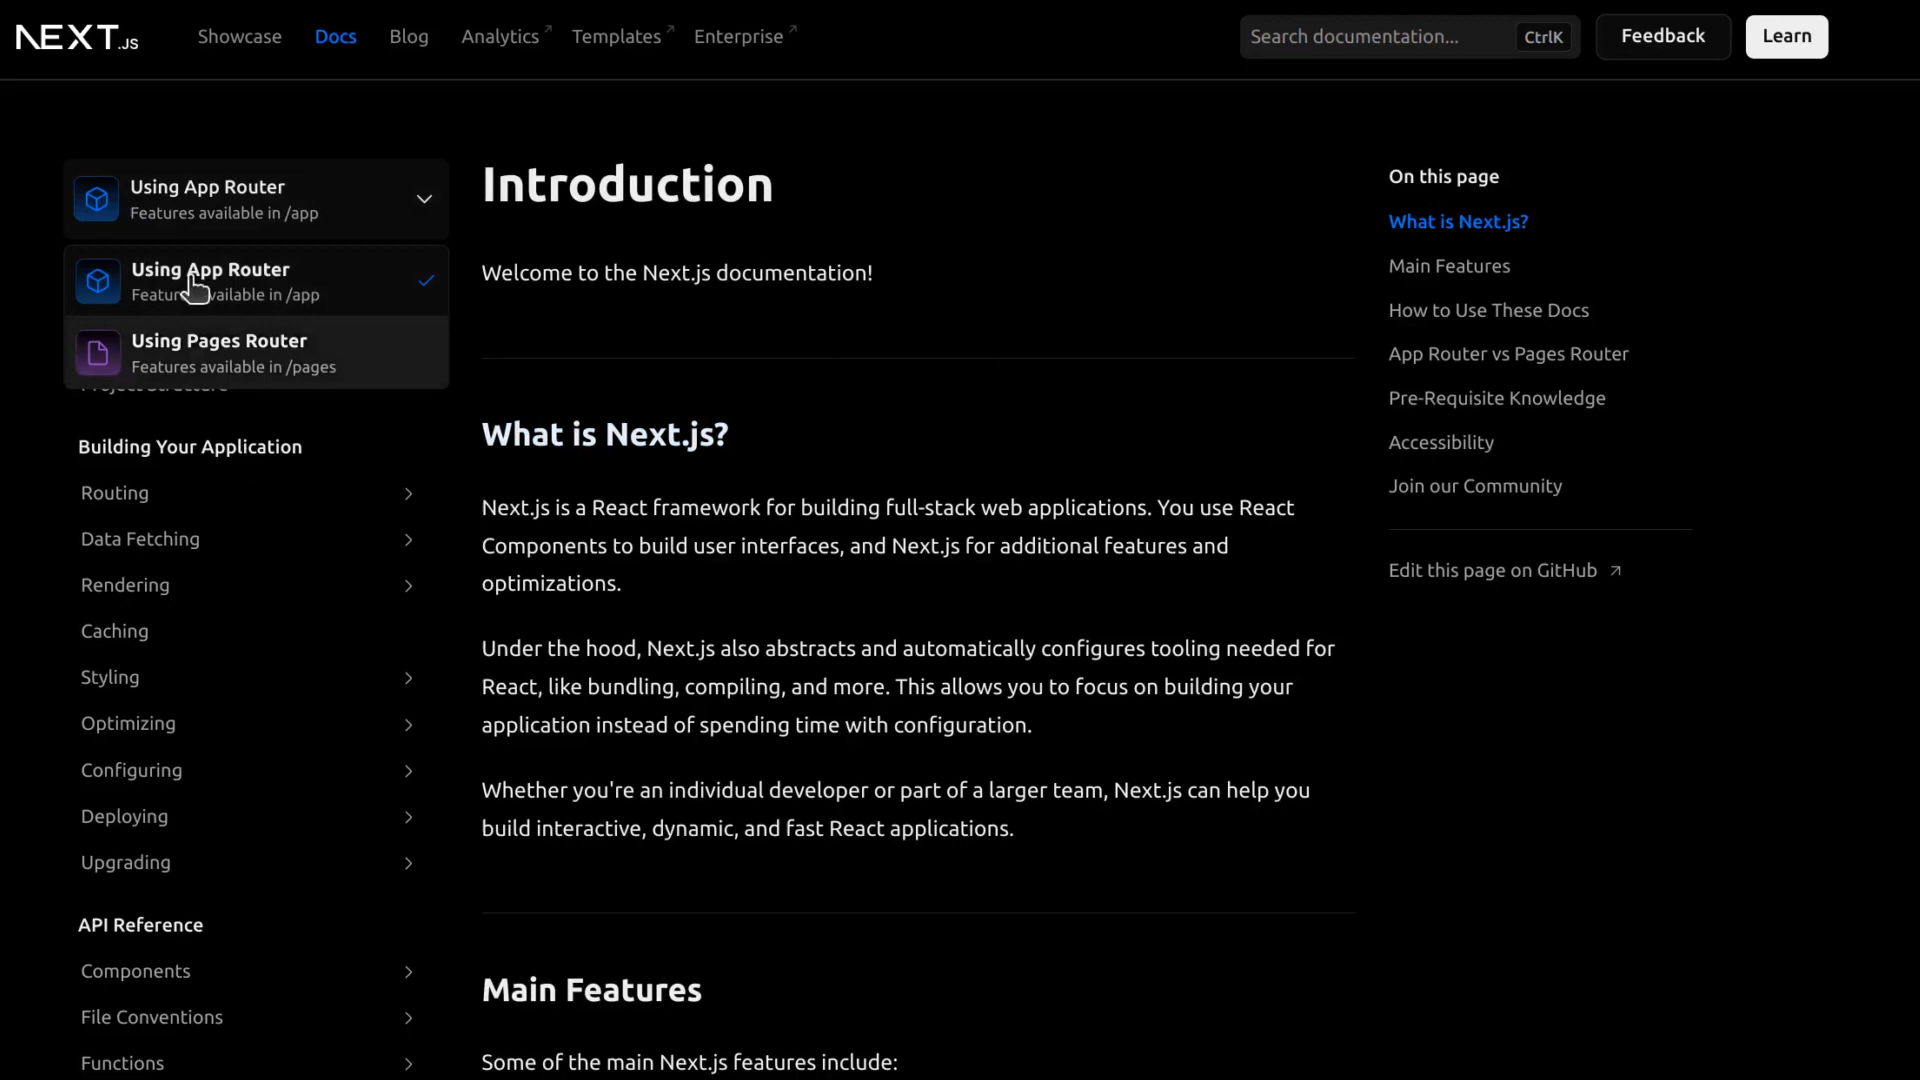 NEXT.JS
Showcase
Docs
Blog
Analytics
Templates
Enterprise
Search documentation...
CtrlK
Feedback
Learn
Using App Router
Features available in /app
Using App Router
Features available in /app
Using Pages Router
Features available in /pages
Project Structure
Building Your Application
Routing
Data Fetching
Rendering
Caching
Styling
Optimizing
Configuring
Deploying
Upgrading
API Reference
Components
File Conventions
Functions
Introduction
Welcome to the Next.js documentation!
What is Next.js?
Next.js is a React framework for building full-stack web applications. You use React
Components to build user interfaces, and Next.js for additional features and
optimizations.
Under the hood, Next.js also abstracts and automatically configures tooling needed for
React, like bundling, compiling, and more. This allows you to focus on building your
application instead of spending time with configuration.
Whether you're an individual developer or part of a larger team, Next.js can help you
build interactive, dynamic, and fast React applications.
Main Features
Some of the main Next.js features include:
On this page
What is Next.js?
Main Features
How to Use These Docs
App Router vs Pages Router
Pre-Requisite Knowledge
Accessibility
Join our Community
Edit this page on GitHub